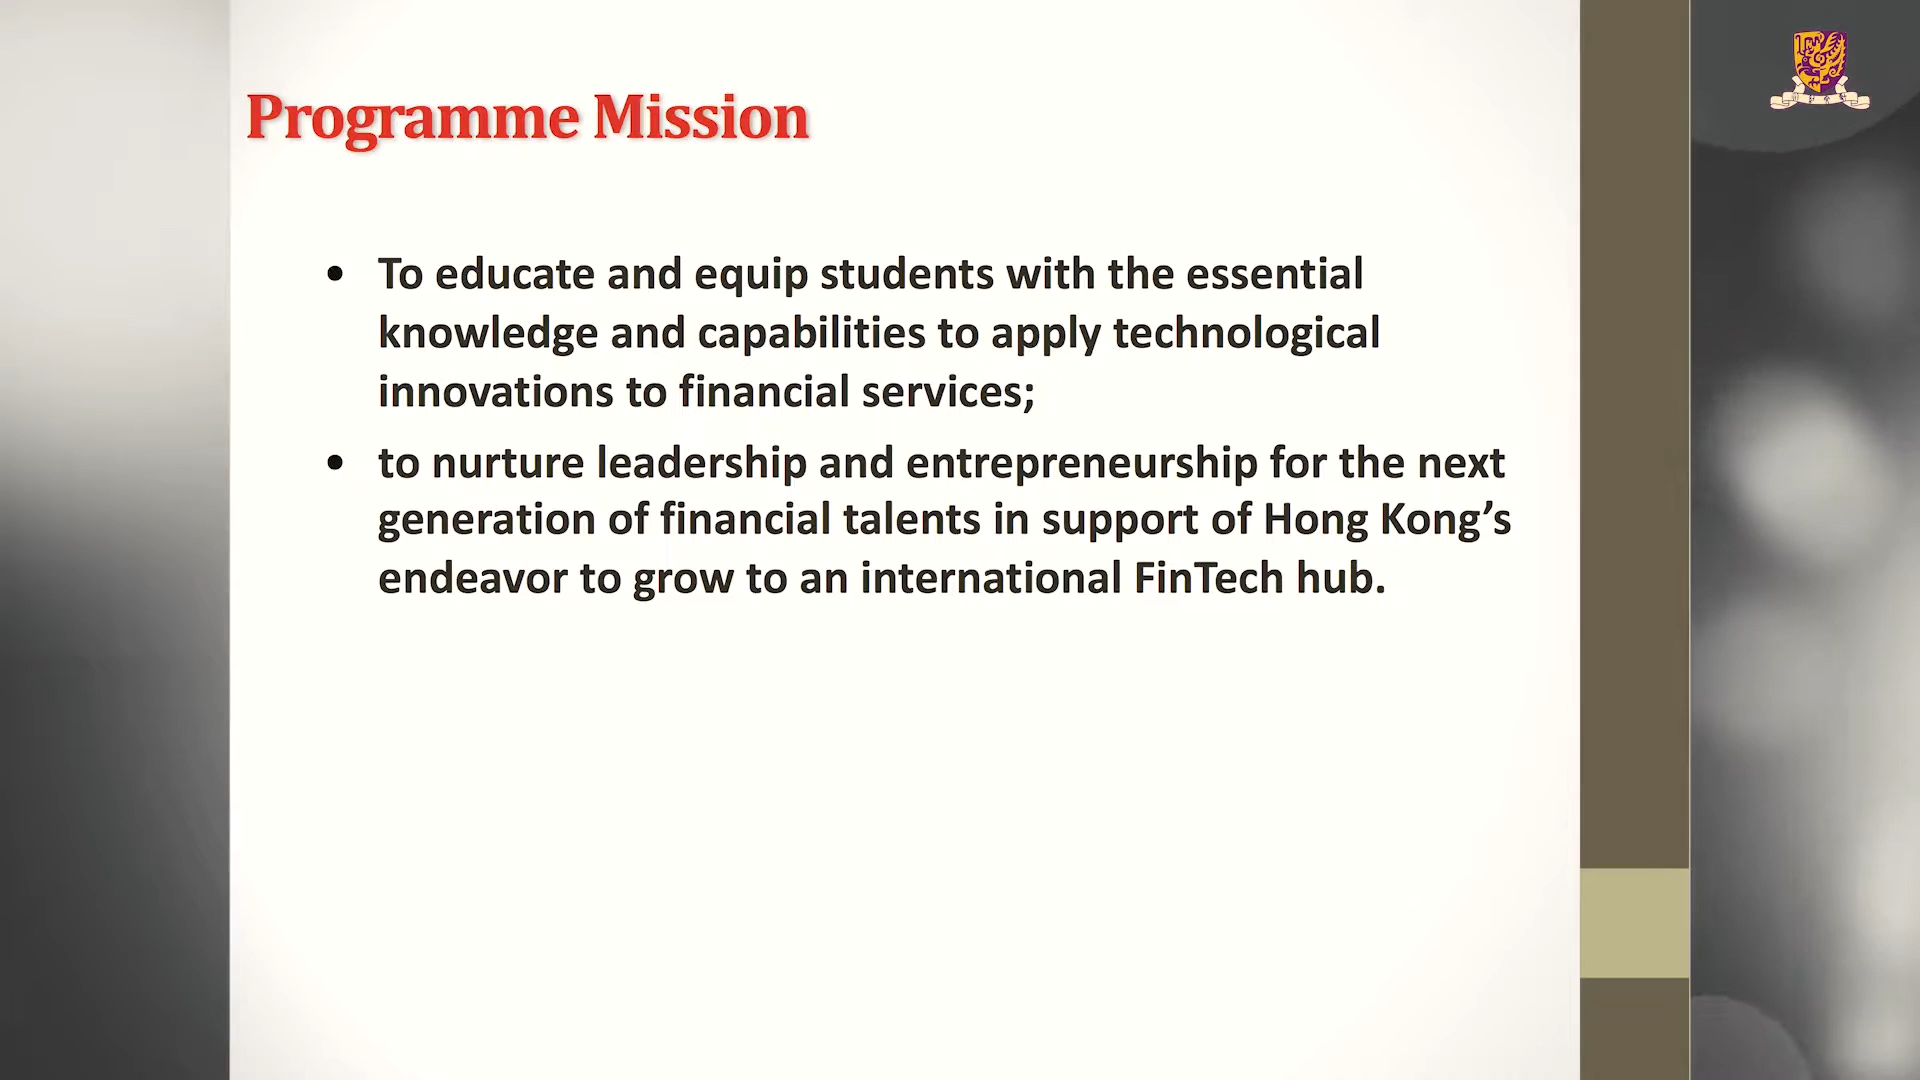 Programme Mission
• To educate and equip students with the essential
knowledge and capabilities to apply technological
innovations to financial services;
• to nurture leadership and entrepreneurship for the next
generation of financial talents in support of Hong Kong’s
endeavor to grow to an international FinTech hub.